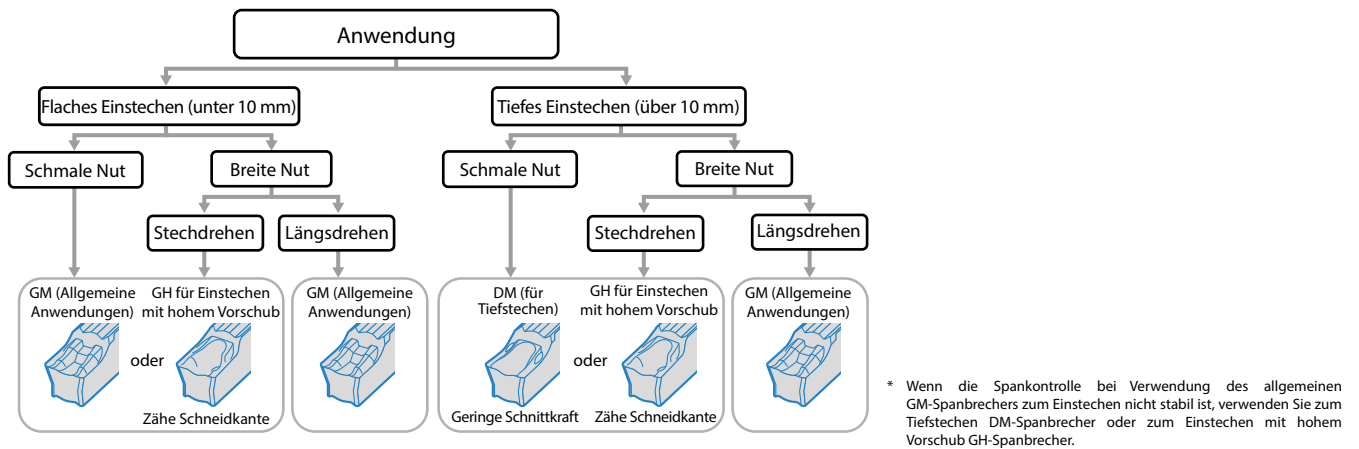 Anwendung
Flaches Einstechen (unter 10 mm)
Tiefes Einstechen (über 10 mm)
Schmale Nut
Breite Nut
Schmale Nut
Breite Nut
Stechdrehen
Längsdrehen
Stechdrehen
Längsdrehen
GM (Allgemeine
Anwendungen)
oder
GH für Einstechen
mit hohem Vorschub
Zähe Schneidkante
GM (Allgemeine
Anwendungen)
DM (für
Tiefstechen)
Geringe Schnittkraft
oder
GH für Einstechen
mit hohem Vorschub
Zähe Schneidkante
GM (Allgemeine
Anwendungen)
* Wenn die Spankontrolle bei Verwendung des allgemeinen
GM-Spanbrechers zum Einstechen nicht stabil ist, verwenden Sie zum
Tiefstechen DM-Spanbrecher oder zum Einstechen mit hohem
Vorschub GH-Spanbrecher.